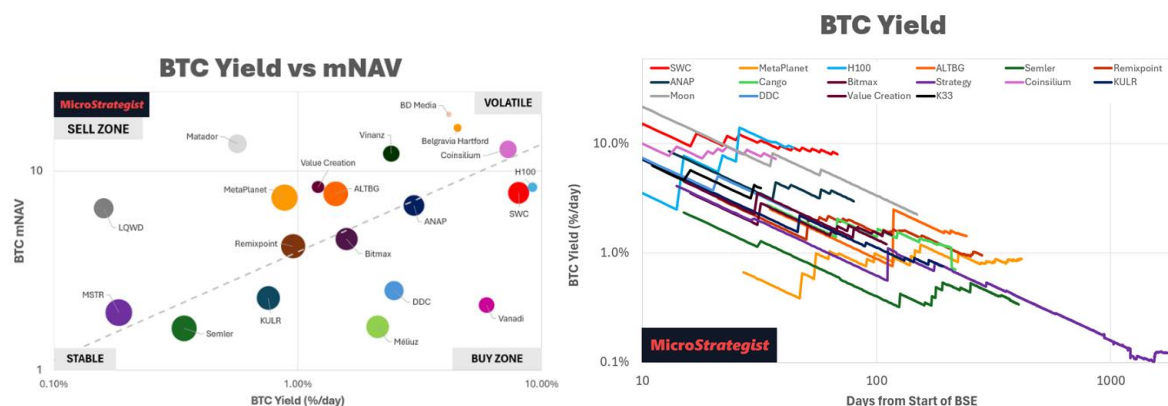 BTC Yield vs mNAV
MicroStrategist
SELL ZONE
VOLATILE
BD Media
Matador
Vinanz
Belgravia Hartford
Coinsilium
Value Creation
H100
MetaPlanet
ALTBG
SWC
LQWD
ANAP
Remixpoint
Bitmax
MSTR
DDC
KULR
Vanadi
Semler
Méliuz
STABLE
BUY ZONE
10
1
BTC mNAV
0.10%
1.00%
10.00%
BTC Yield (%/day)
BTC Yield
SWC MetaPlanet H100 ALTBG Semler Remixpoint
ANAP Cango Bitmax Strategy Coinsilium KULR
Moon DDC Value Creation K33
10.0%
1.0%
0.1%
BTC Yield (%/day)
MicroStrategist
10 100 1000
Days from Start of BSE